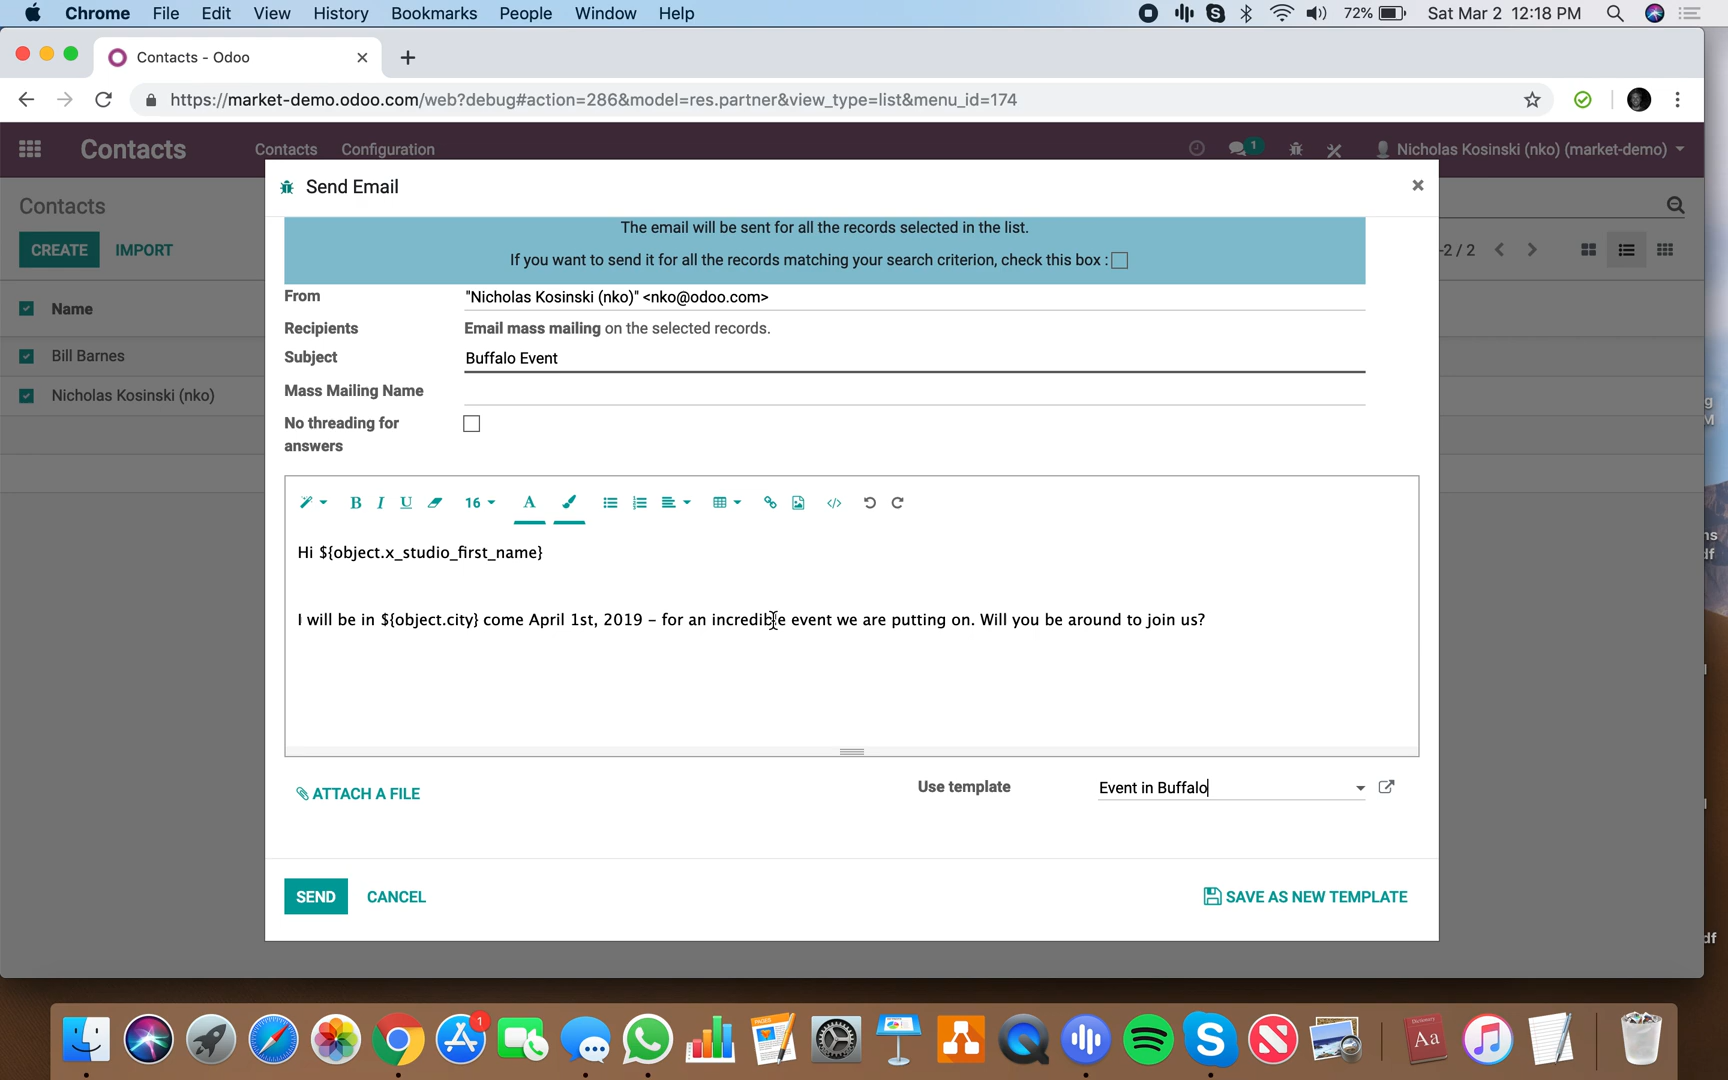 Chrome File Edit View History Bookmarks People Window Help 72% Sat Mar 2 12:18 PM
Contacts - Odoo
https://market-demo.odoo.com/web?debug#action=286&model=res.partner&view_type=list&menu_id=174
Contacts Contacts Configuration 1 Nicholas Kosinski (nko) (market-demo)
Send Email
Contacts
CREATE IMPORT
-2 / 2
The email will be sent for all the records selected in the list.
If you want to send it for all the records matching your search criterion, check this box :
Name
Bill Barnes
Nicholas Kosinski (nko)
From "Nicholas Kosinski (nko)" <nko@odoo.com>
Recipients Email mass mailing on the selected records.
Subject Buffalo Event
Mass Mailing Name
No threading for
answers
B I U 16 A
Hi ${object.x_studio_first_name}
I will be in ${object.city} come April 1st, 2019 – for an incredible event we are putting on. Will you be around to join us?
ATTACH A FILE
Use template Event in Buffalo
SEND CANCEL SAVE AS NEW TEMPLATE
g
M
ns
df
df
1
PAGES
Aa